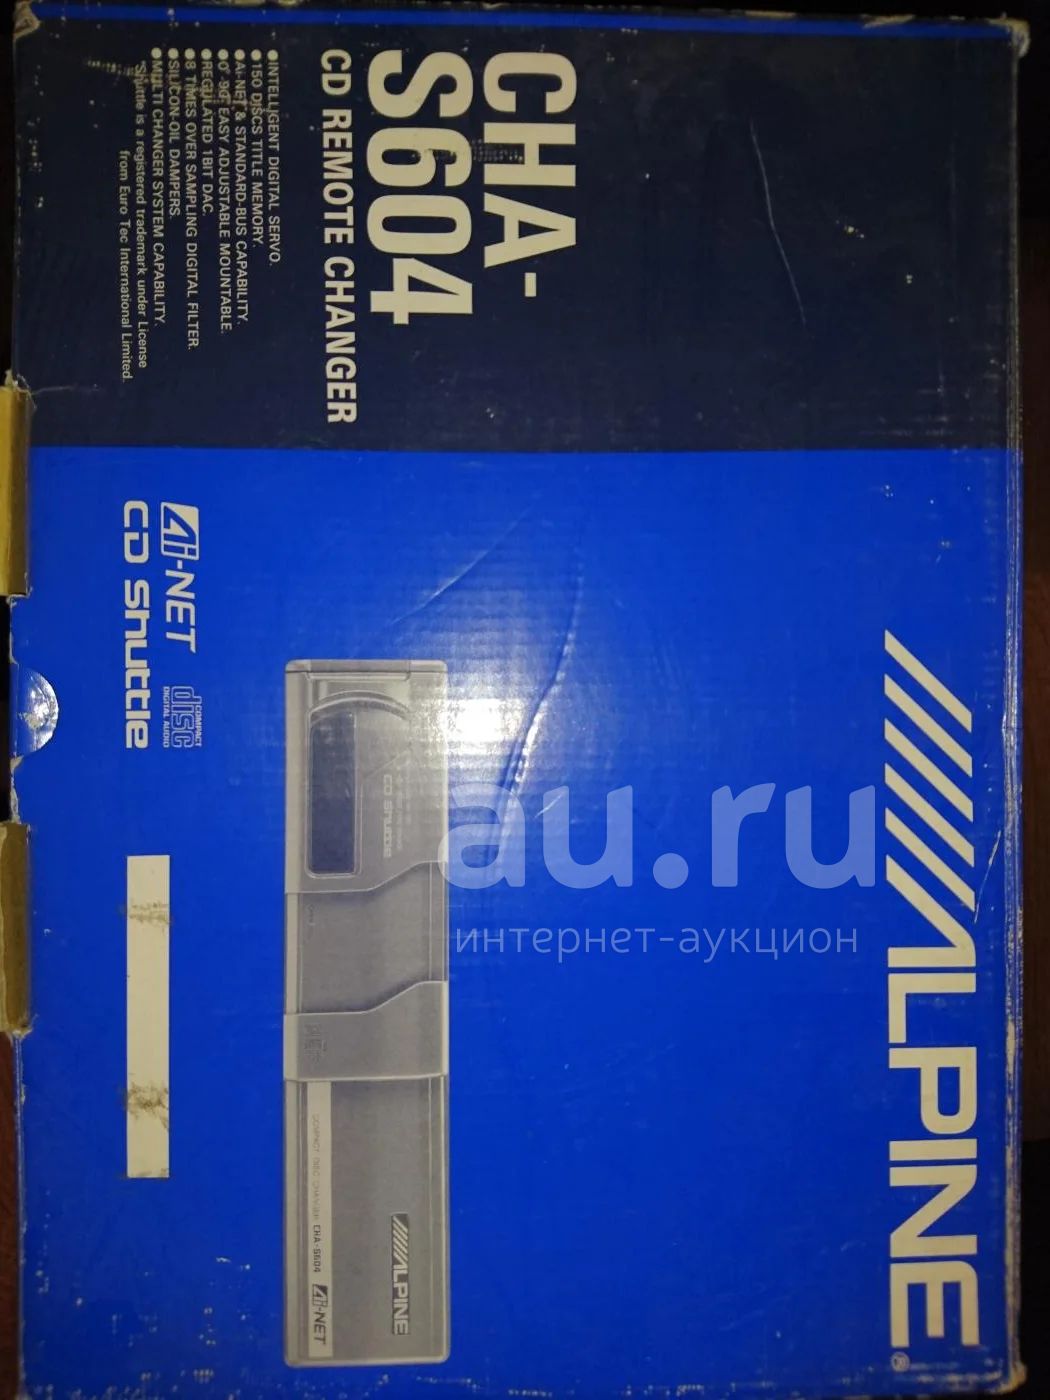 CHA-
S604
CD REMOTE CHANGER
●INTELLIGENT DIGITAL SERVO.
●150 DISCS TITLE MEMORY.
●Ai-NET & STANDARD-BUS CAPABILITY.
●0°-90° EASY ADJUSTABLE MOUNTABLE.
●REGULATED 1BIT DAC.
●8 TIMES OVER SAMPLING DIGITAL FILTER.
●SILICON-OIL DAMPERS.
●MULTI CHANGER SYSTEM CAPABILITY.
*Shuttle is a registered trademark under License
from Euro Tec International Limited.
ALPINE®
Ai-NET
COMPACT
disc
DIGITAL AUDIO
CD Shuttle
CD Shuttle
ALPINE
COMPACT DISC CHANGER CHA-S604 Ai-NET
au.ru
интернет-аукцион